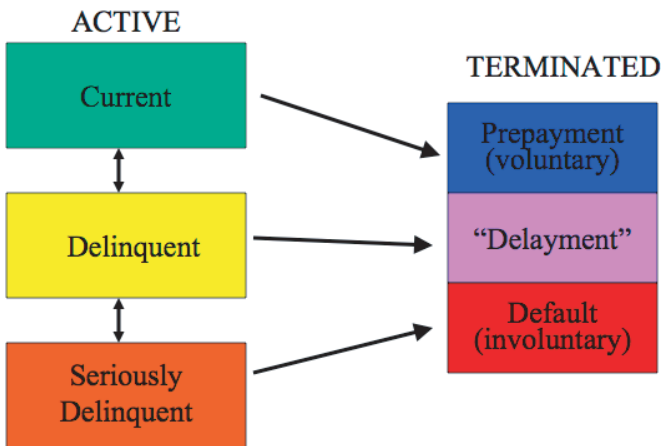 ACTIVE
Current
Delinquent
Seriously
Delinquent
TERMINATED
Prepayment
(voluntary)
“Delayment”
Default
(involuntary)